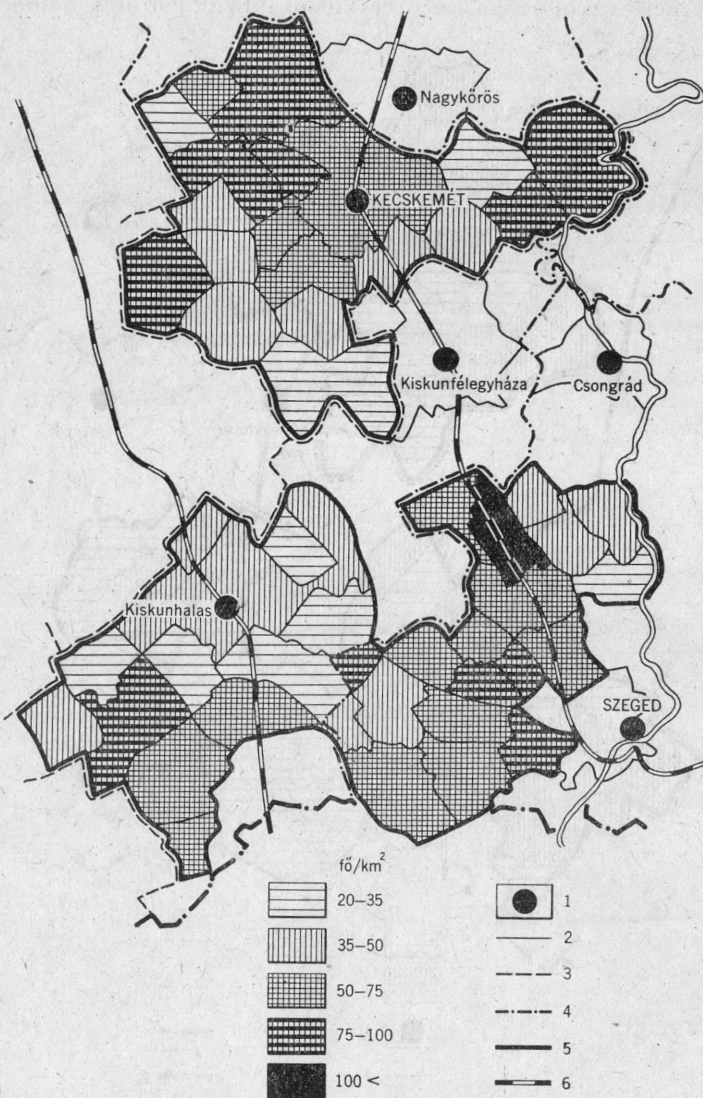 Nagykőrös
KECSKEMÉT
Kiskunfélegyháza
Csongrád
Kiskunhalas
SZEGED
fő/km²
20–35
35–50
50–75
75–100
100 <
1
2
3
4
5
6